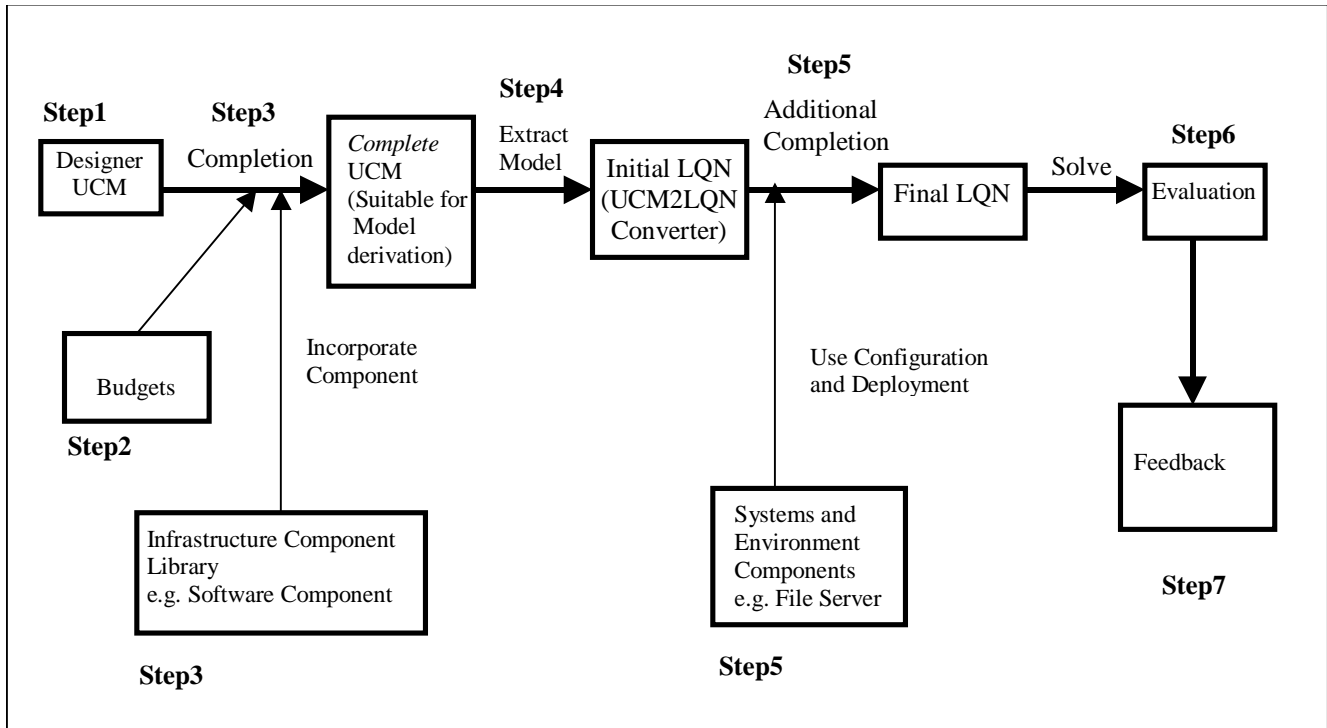 Step1
Designer
UCM
Step3
Completion
Complete
UCM
(Suitable for
Model
derivation)
Step4
Extract
Model
Initial LQN
(UCM2LQN
Converter)
Step5
Additional
Completion
Final LQN
Solve
Step6
Evaluation
Budgets
Step2
Incorporate
Component
Use Configuration
and Deployment
Feedback
Step7
Infrastructure Component
Library
e.g. Software Component
Step3
Systems and
Environment
Components
e.g. File Server
Step5